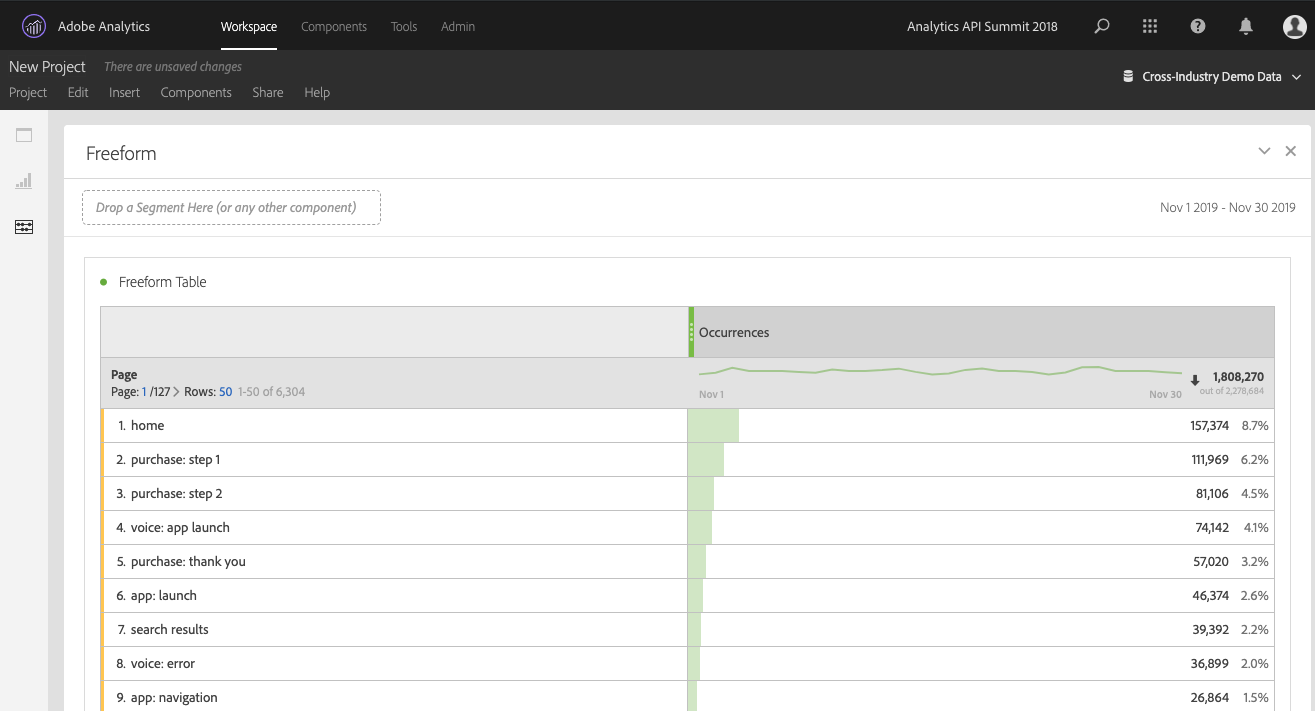 Adobe Analytics Workspace Components Tools Admin Analytics API Summit 2018
New Project There are unsaved changes
Cross-Industry Demo Data
Project Edit Insert Components Share Help
Freeform
Drop a Segment Here (or any other component) Nov 1 2019 - Nov 30 2019
Freeform Table
Occurrences
Page
Page: 1 /127 > Rows: 50 1-50 of 6,304
Nov 1 Nov 30
1,808,270
out of 2,278,684
1. home 157,374 8.7%
2. purchase: step 1 111,969 6.2%
3. purchase: step 2 81,106 4.5%
4. voice: app launch 74,142 4.1%
5. purchase: thank you 57,020 3.2%
6. app: launch 46,374 2.6%
7. search results 39,392 2.2%
8. voice: error 36,899 2.0%
9. app: navigation 26,864 1.5%